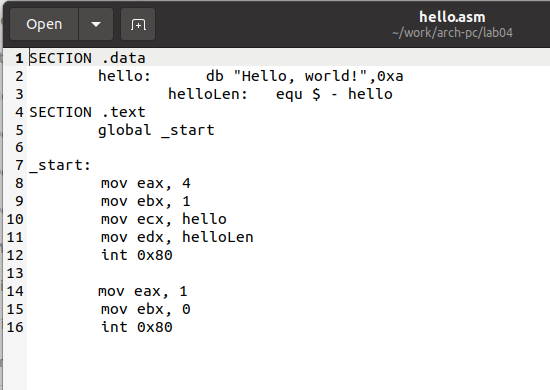 Open
hello.asm
~/work/arch-pc/lab04
1 SECTION .data
2 hello: db "Hello, world!",0xa
3 helloLen: equ $ - hello
4 SECTION .text
5 global _start
6
7 _start:
8 mov eax, 4
9 mov ebx, 1
10 mov ecx, hello
11 mov edx, helloLen
12 int 0x80
13
14 mov eax, 1
15 mov ebx, 0
16 int 0x80